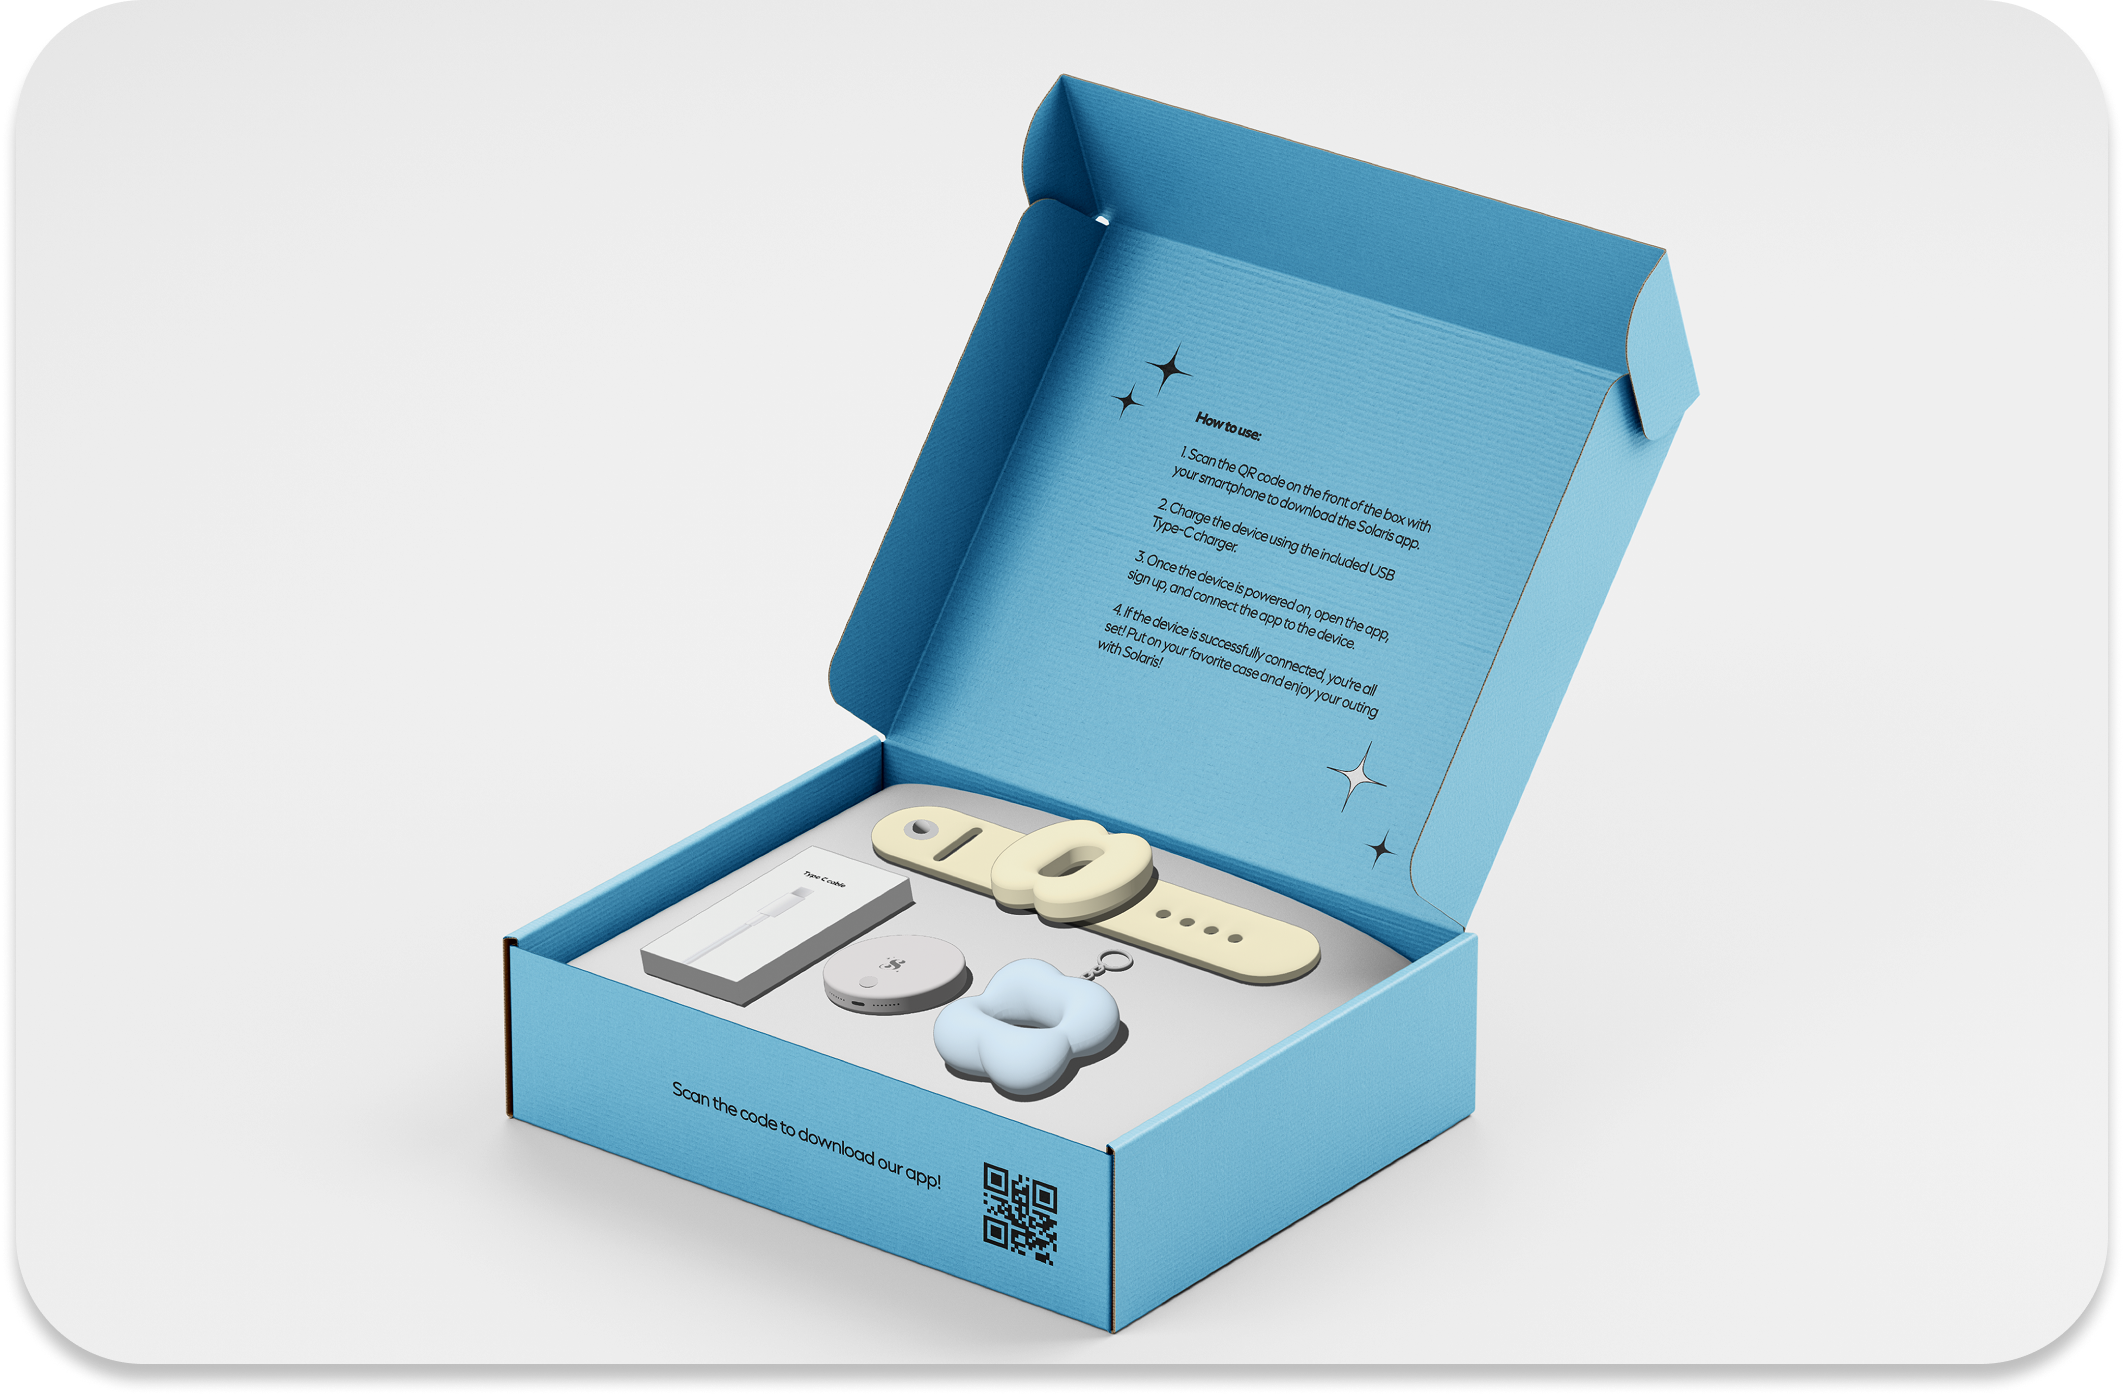 How to use:
1. Scan the QR code on the front of the box with
your smartphone to download the Solaris app.
2. Charge the device using the included USB
Type-C charger.
3. Once the device is powered on, open the app,
sign up, and connect the app to the device.
4. If the device is successfully connected, you're all
set! Put on your favorite case and enjoy your outing
with Solaris!
Type C cable
S
Scan the code to download our app!